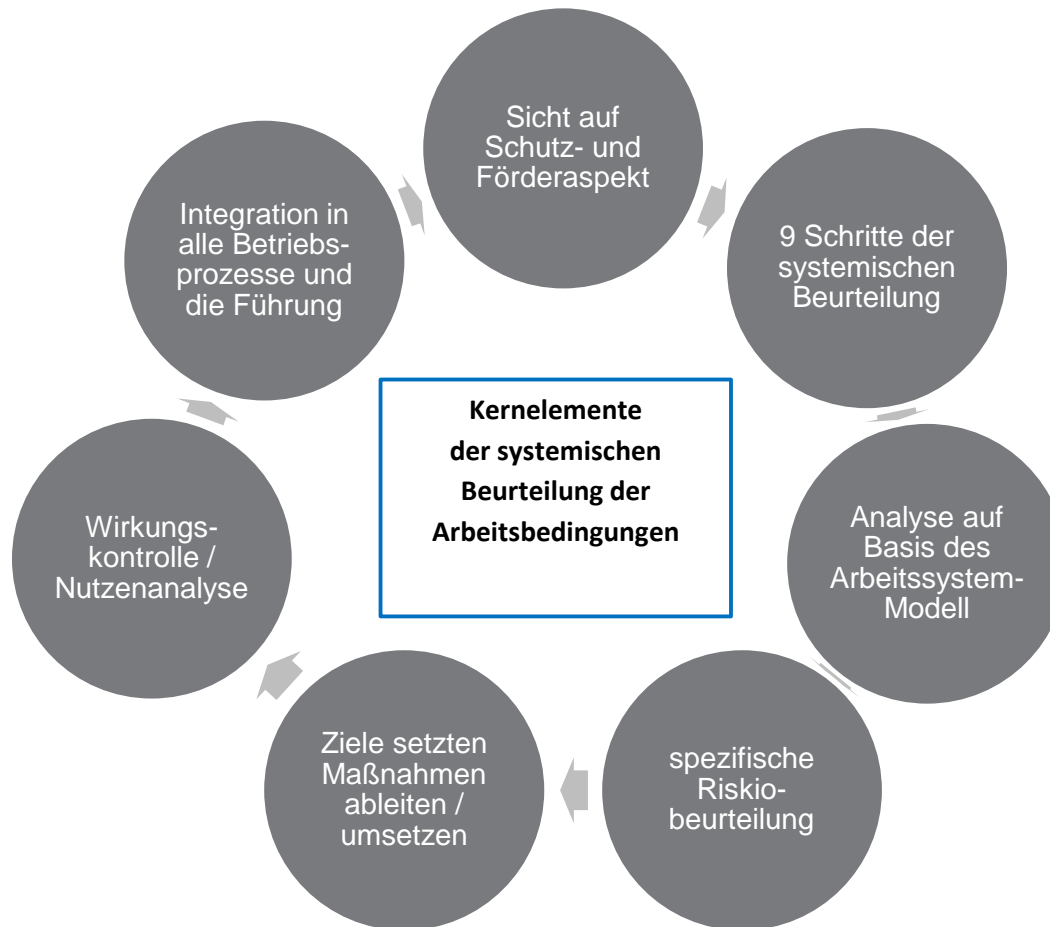 Sicht auf
Schutz- und
Förderaspekt
9 Schritte der
systemischen
Beurteilung
Analyse auf
Basis des
Arbeitssystem-
Modell
spezifische
Riskio-
beurteilung
Ziele setzten
Maßnahmen
ableiten /
umsetzen
Wirkungs-
kontrolle /
Nutzenanalyse
Integration in
alle Betriebs-
prozesse und
die Führung
Kernelemente
der systemischen
Beurteilung der
Arbeitsbedingungen